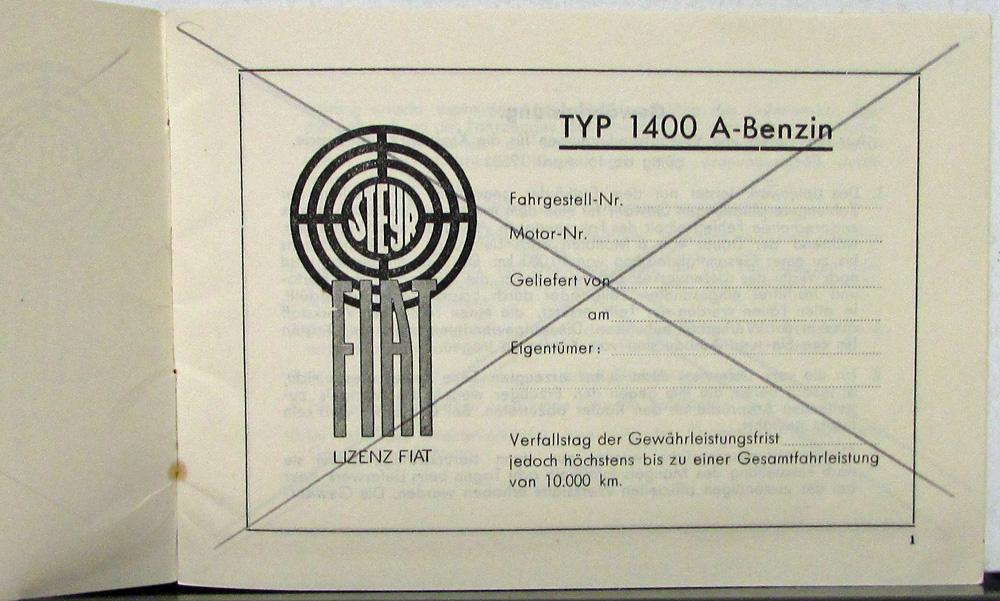 TYP 1400 A-Benzin
STEYR
FIAT
LIZENZ FIAT
Fahrgestell-Nr.
Motor-Nr.
Geliefert von
am
Eigentümer:
Verfallstag der Gewährleistungsfrist
jedoch höchstens bis zu einer Gesamtfahrleistung
von 10.000 km.
1